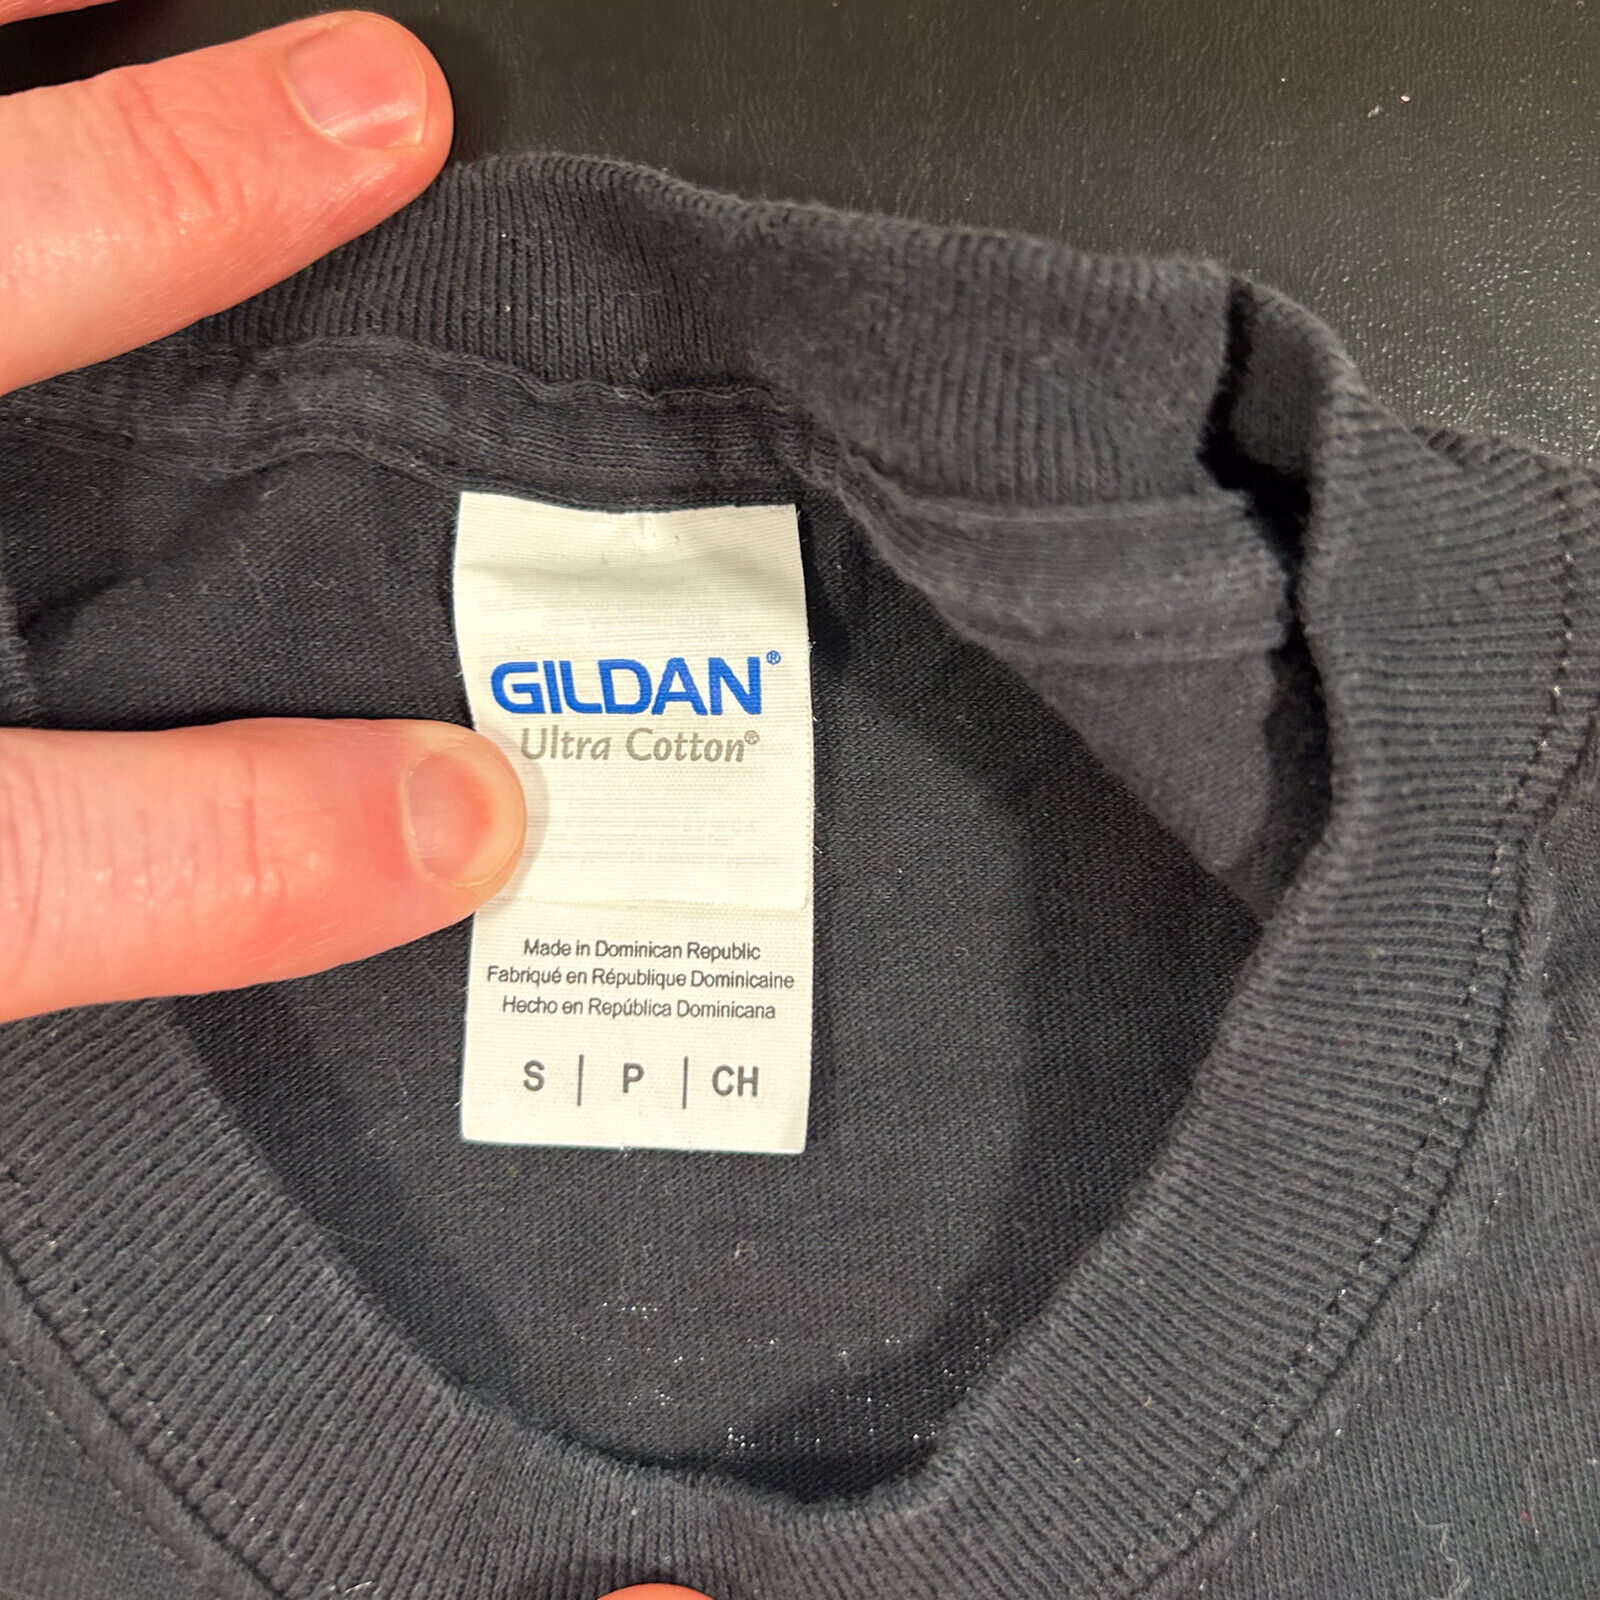 GILDAN®
Ultra Cotton®
Made in Dominican Republic
Fabriqué en République Dominicaine
Hecho en República Dominicana
S | P | CH